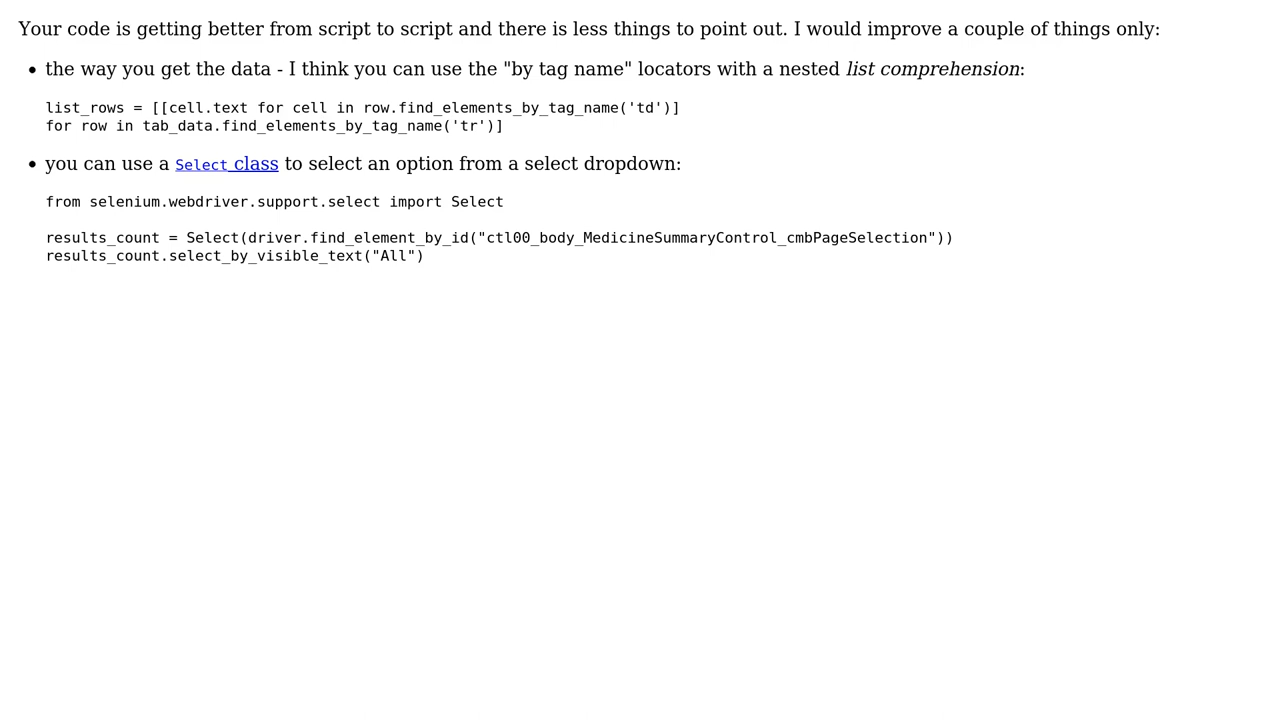 Your code is getting better from script to script and there is less things to point out. I would improve a couple of things only:
• the way you get the data - I think you can use the "by tag name" locators with a nested list comprehension:
list_rows = [[cell.text for cell in row.find_elements_by_tag_name('td')]
for row in tab_data.find_elements_by_tag_name('tr')]
• you can use a Select class to select an option from a select dropdown:
from selenium.webdriver.support.select import Select
results_count = Select(driver.find_element_by_id("ctl00_body_MedicineSummaryControl_cmbPageSelection"))
results_count.select_by_visible_text("All")